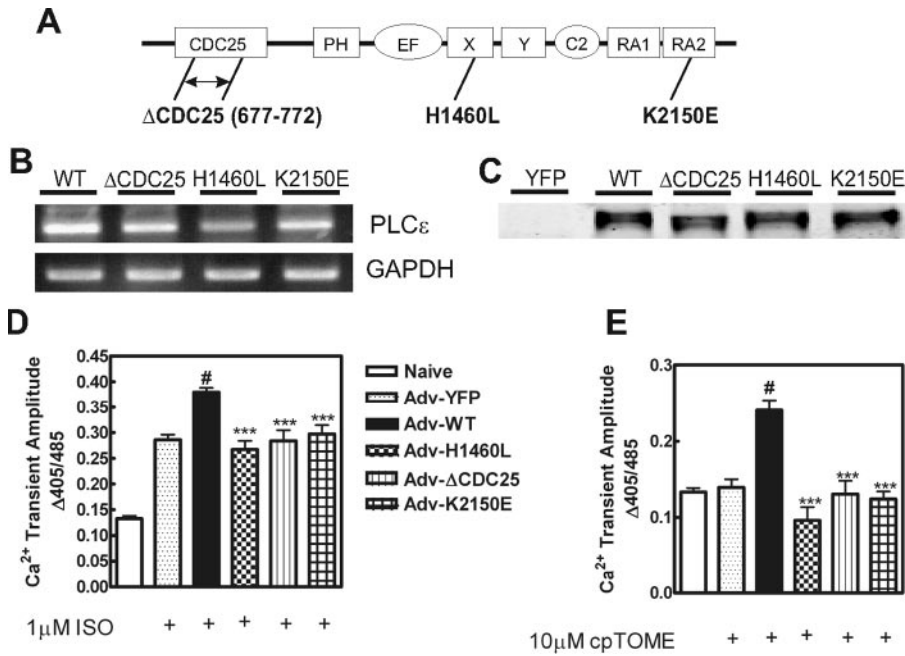 A
CDC25 PH EF X Y C2 RA1 RA2
ΔCDC25 (677-772) H1460L K2150E
B
WT ΔCDC25 H1460L K2150E
PLCε
GAPDH
C
YFP WT ΔCDC25 H1460L K2150E
D
Ca2+ Transient Amplitude
Δ405/485
0.45
0.40
0.35
0.30
0.25
0.20
0.15
0.10
0.05
0.00
#
***
***
***
1μM ISO + + + + +
Naive
Adv-YFP
Adv-WT
Adv-H1460L
Adv-ΔCDC25
Adv-K2150E
E
Ca2+ Transient Amplitude
Δ405/485
0.3
0.2
0.1
0.0
#
***
***
***
10μM cpTOME + + + + +